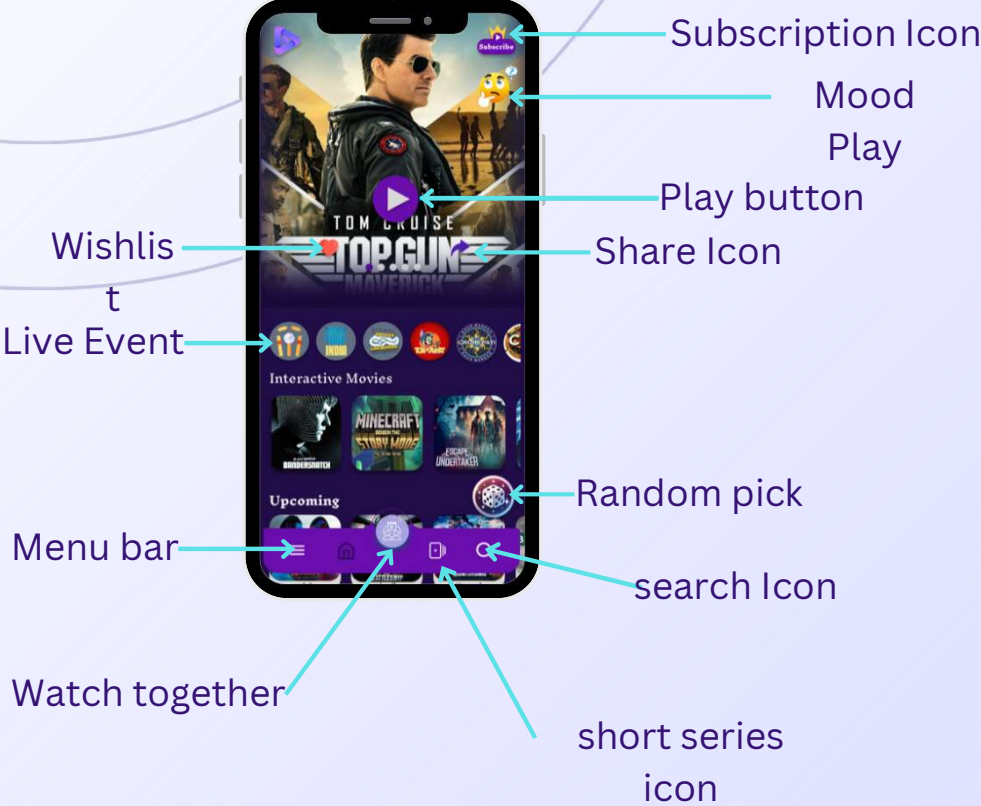 Subscription Icon
Subscribe
Mood
Play
Play button
TOM CRUISE
Wishlis
t
TOP GUN
MAVERICK
Share Icon
Live Event
INDIA
Interactive Movies
BANDERSNATCH
MINECRAFT
STORY MODE
ESCAPE
UNDERTAKER
Upcoming
Random pick
Menu bar
search Icon
Watch together
short series
icon